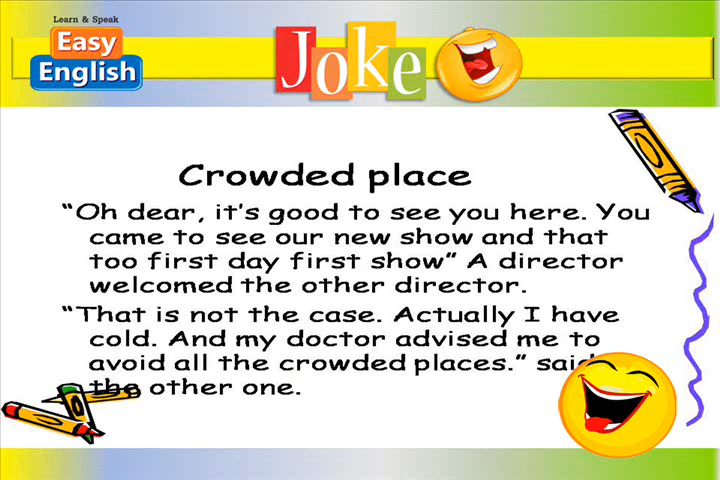 Learn & Speak
Easy
English
Joke
Crowded place
“Oh dear, it's good to see you here. You
came to see our new show and that
too first day first show” A director
welcomed the other director.
“That is not the case. Actually I have
cold. And my doctor advised me to
avoid all the crowded places.” said
the other one.